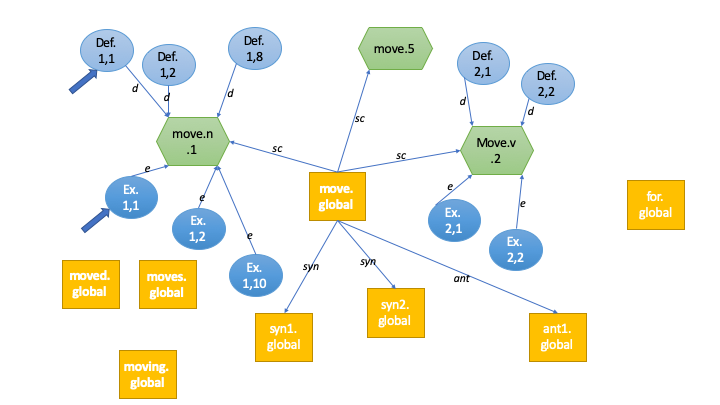 Def.
1,1
Def.
1,2
Def.
1,8
move.5
Def.
2,1
Def.
2,2
d
d
d
d
d
move.n
.1
sc
sc
sc
Move.v
.2
e
e
e
e
e
Ex.
1,1
Ex.
1,2
Ex.
1,10
move.
global
Ex.
2,1
Ex.
2,2
for.
global
moved.
global
moves.
global
syn
syn
ant
syn1.
global
syn2.
global
ant1.
global
moving.
global